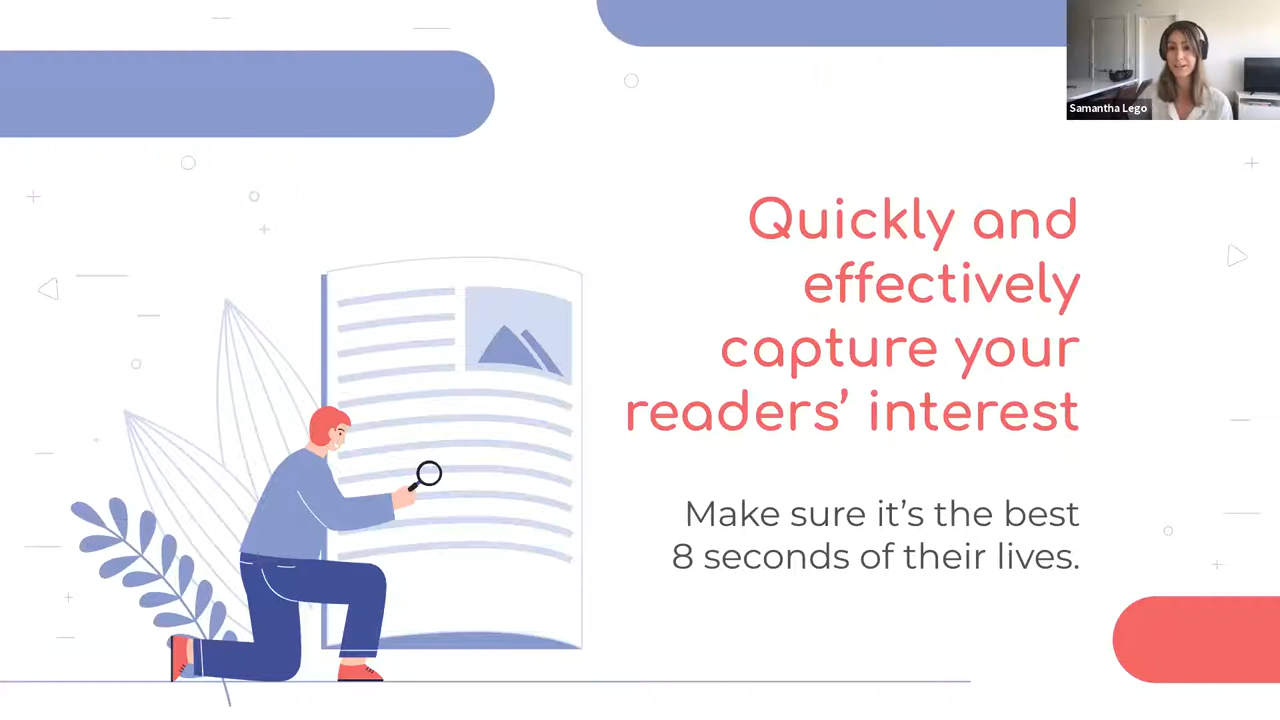 Samantha Lego
Quickly and
effectively
capture your
readers’ interest
Make sure it’s the best
8 seconds of their lives.